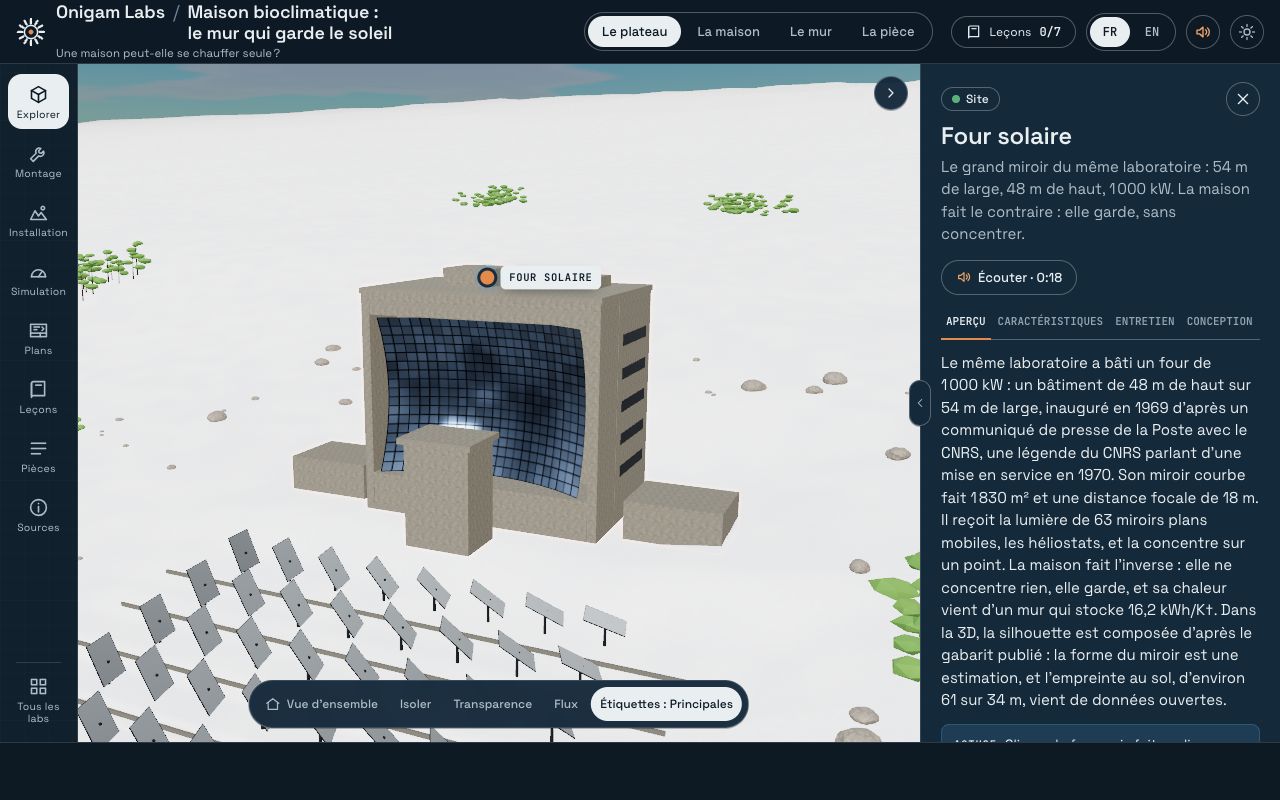 Onigam Labs / Maison bioclimatique :
le mur qui garde le soleil
Une maison peut-elle se chauffer seule ?
Le plateau
La maison
Le mur
La pièce
Leçons 0/7
FR
EN
Explorer
Montage
Installation
Simulation
Plans
Leçons
Pièces
Sources
Tous les
labs
FOUR SOLAIRE
Vue d'ensemble
Isoler
Transparence
Flux
Étiquettes : Principales
Site
Four solaire
Le grand miroir du même laboratoire : 54 m
de large, 48 m de haut, 1 000 kW. La maison
fait le contraire : elle garde, sans
concentrer.
Écouter · 0:18
APERÇU
CARACTÉRISTIQUES
ENTRETIEN
CONCEPTION
Le même laboratoire a bâti un four de
1 000 kW : un bâtiment de 48 m de haut sur
54 m de large, inauguré en 1969 d'après un
communiqué de presse de la Poste avec le
CNRS, une légende du CNRS parlant d'une
mise en service en 1970. Son miroir courbe
fait 1 830 m² et une distance focale de 18 m.
Il reçoit la lumière de 63 miroirs plans
mobiles, les héliostats, et la concentre sur
un point. La maison fait l'inverse : elle ne
concentre rien, elle garde, et sa chaleur
vient d'un mur qui stocke 16,2 kWh/K†. Dans
la 3D, la silhouette est composée d'après le
gabarit publié : la forme du miroir est une
estimation, et l'empreinte au sol, d'environ
61 sur 34 m, vient de données ouvertes.